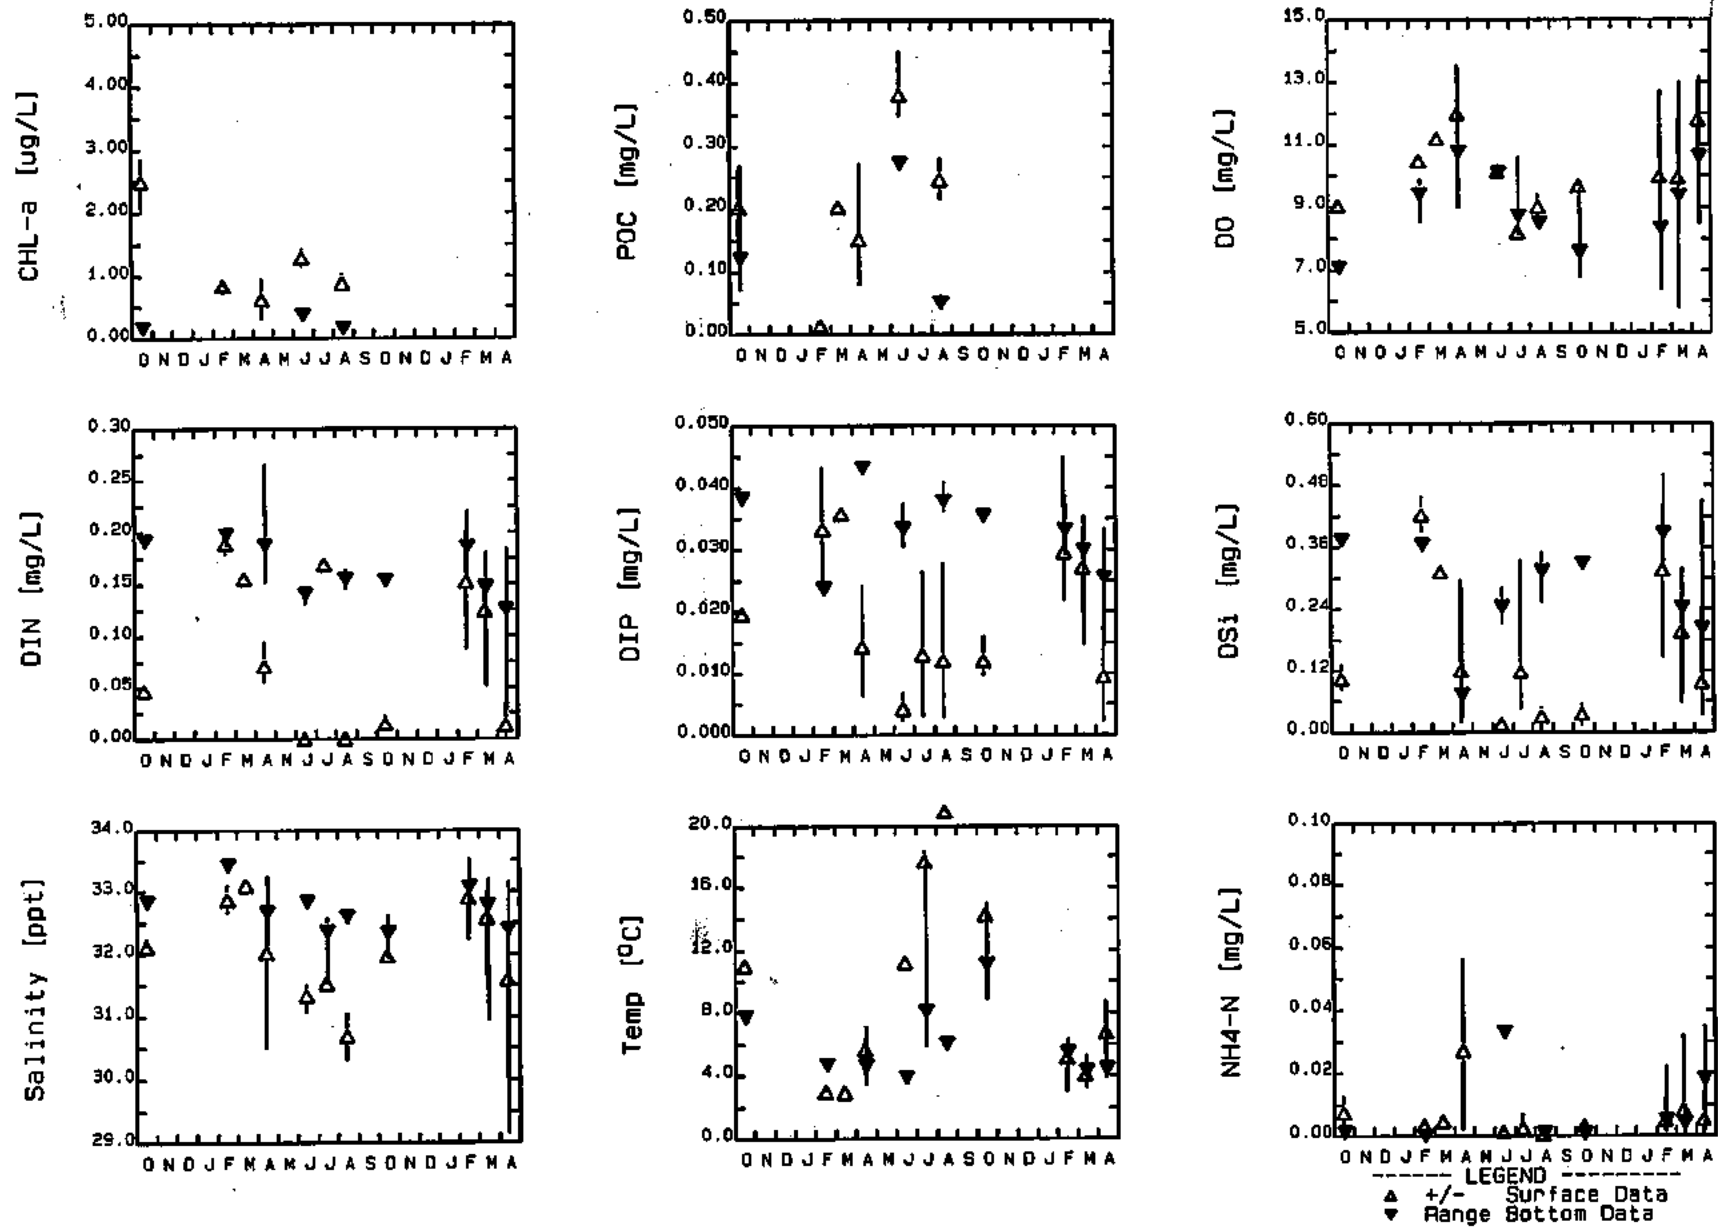 CHL-a [ug/L]
5.00
4.00
3.00
2.00
1.00
0.00
O N D J F M A M J J A S O N D J F M A
POC [mg/L]
0.50
0.40
0.30
0.20
0.10
0.00
O N D J F M A M J J A S O N D J F M A
DO [mg/L]
15.0
13.0
11.0
9.0
7.0
5.0
O N D J F M A M J J A S O N D J F M A
DIN [mg/L]
0.30
0.25
0.20
0.15
0.10
0.05
0.00
O N D J F M A M J J A S O N D J F M A
DIP [mg/L]
0.050
0.040
0.030
0.020
0.010
0.000
O N D J F M A M J J A S O N D J F M A
DSi [mg/L]
0.60
0.48
0.36
0.24
0.12
0.00
O N D J F M A M J J A S O N D J F M A
Salinity [ppt]
34.0
33.0
32.0
31.0
30.0
29.0
O N D J F M A M J J A S O N D J F M A
Temp [ºC]
20.0
16.0
12.0
8.0
4.0
0.0
O N D J F M A M J J A S O N D J F M A
NH4-N [mg/L]
0.10
0.08
0.06
0.04
0.02
0.00
O N D J F M A M J J A S O N D J F M A
LEGEND
+/- Surface Data
Range Bottom Data